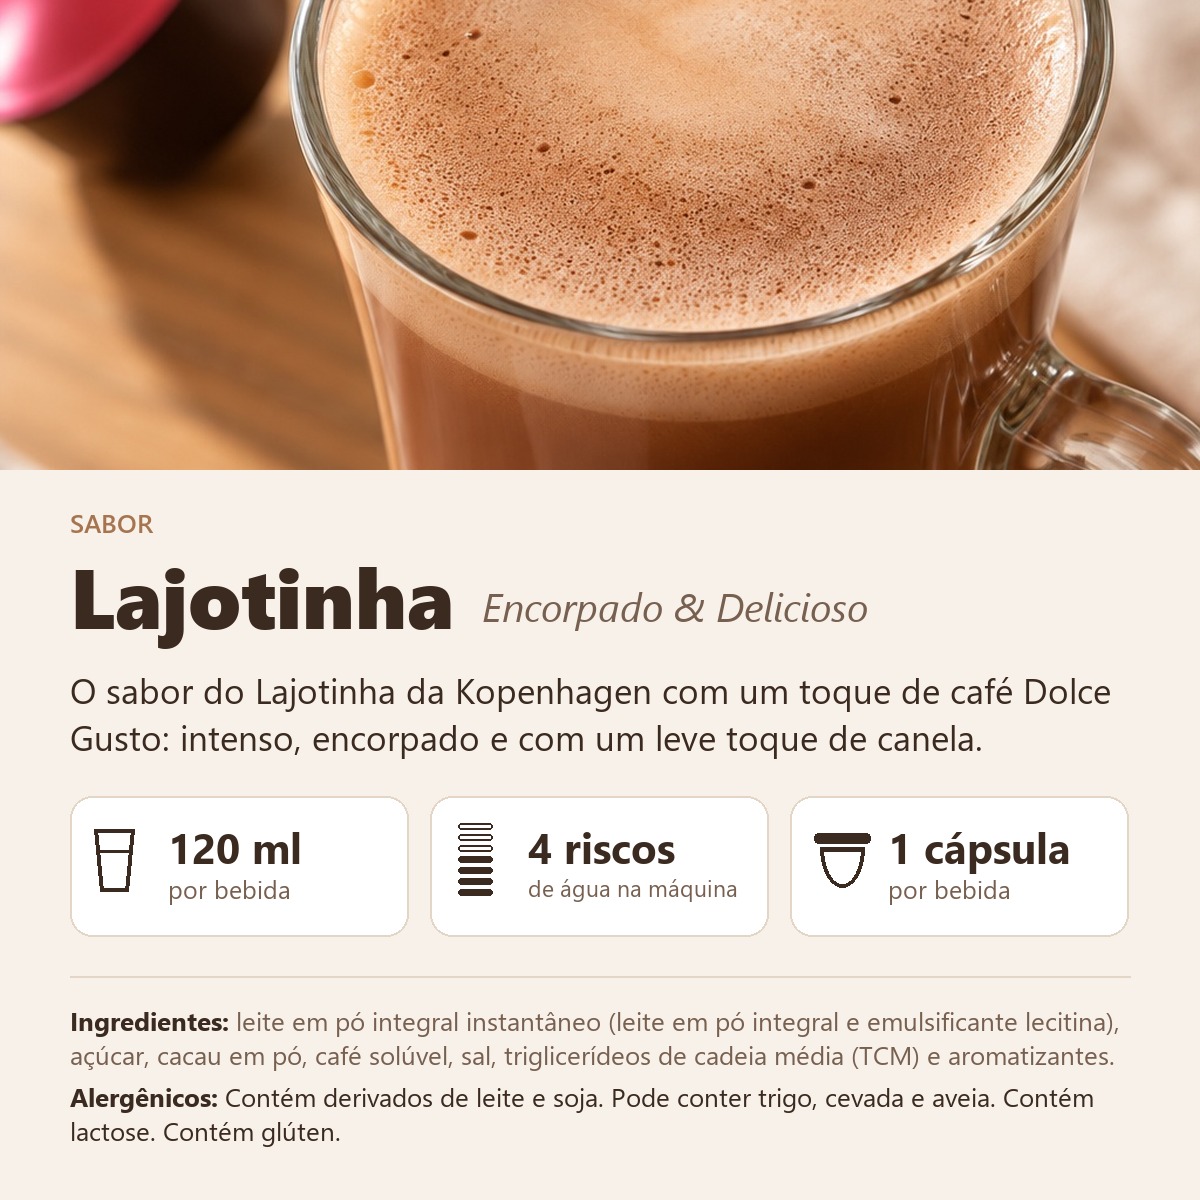 SABOR
Lajotinha Encorpado & Delicioso
O sabor do Lajotinha da Kopenhagen com um toque de café Dolce
Gusto: intenso, encorpado e com um leve toque de canela.
120 ml
por bebida
4 riscos
de água na máquina
1 cápsula
por bebida
Ingredientes: leite em pó integral instantâneo (leite em pó integral e emulsificante lecitina),
açúcar, cacau em pó, café solúvel, sal, triglicerídeos de cadeia média (TCM) e aromatizantes.
Alergênicos: Contém derivados de leite e soja. Pode conter trigo, cevada e aveia. Contém
lactose. Contém glúten.